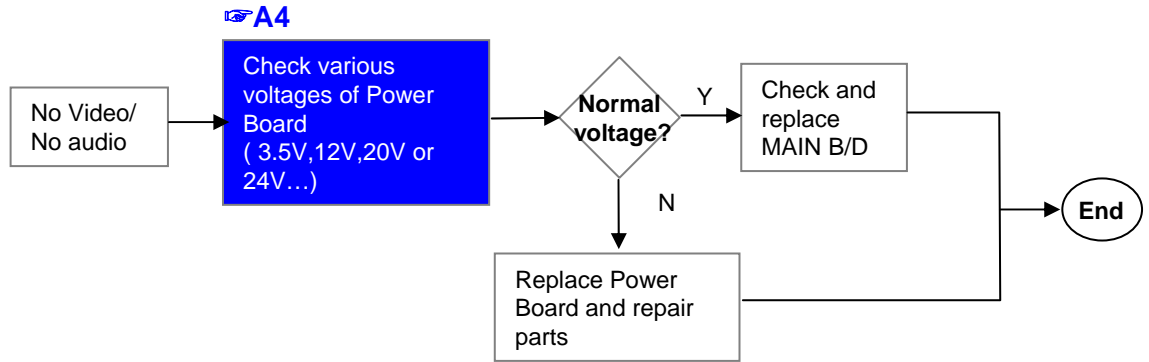 ☞A4
No Video/
No audio
Check various
voltages of Power
Board
( 3.5V,12V,20V or
24V…)
Normal
voltage?
Y
Check and
replace
MAIN B/D
N
Replace Power
Board and repair
parts
End